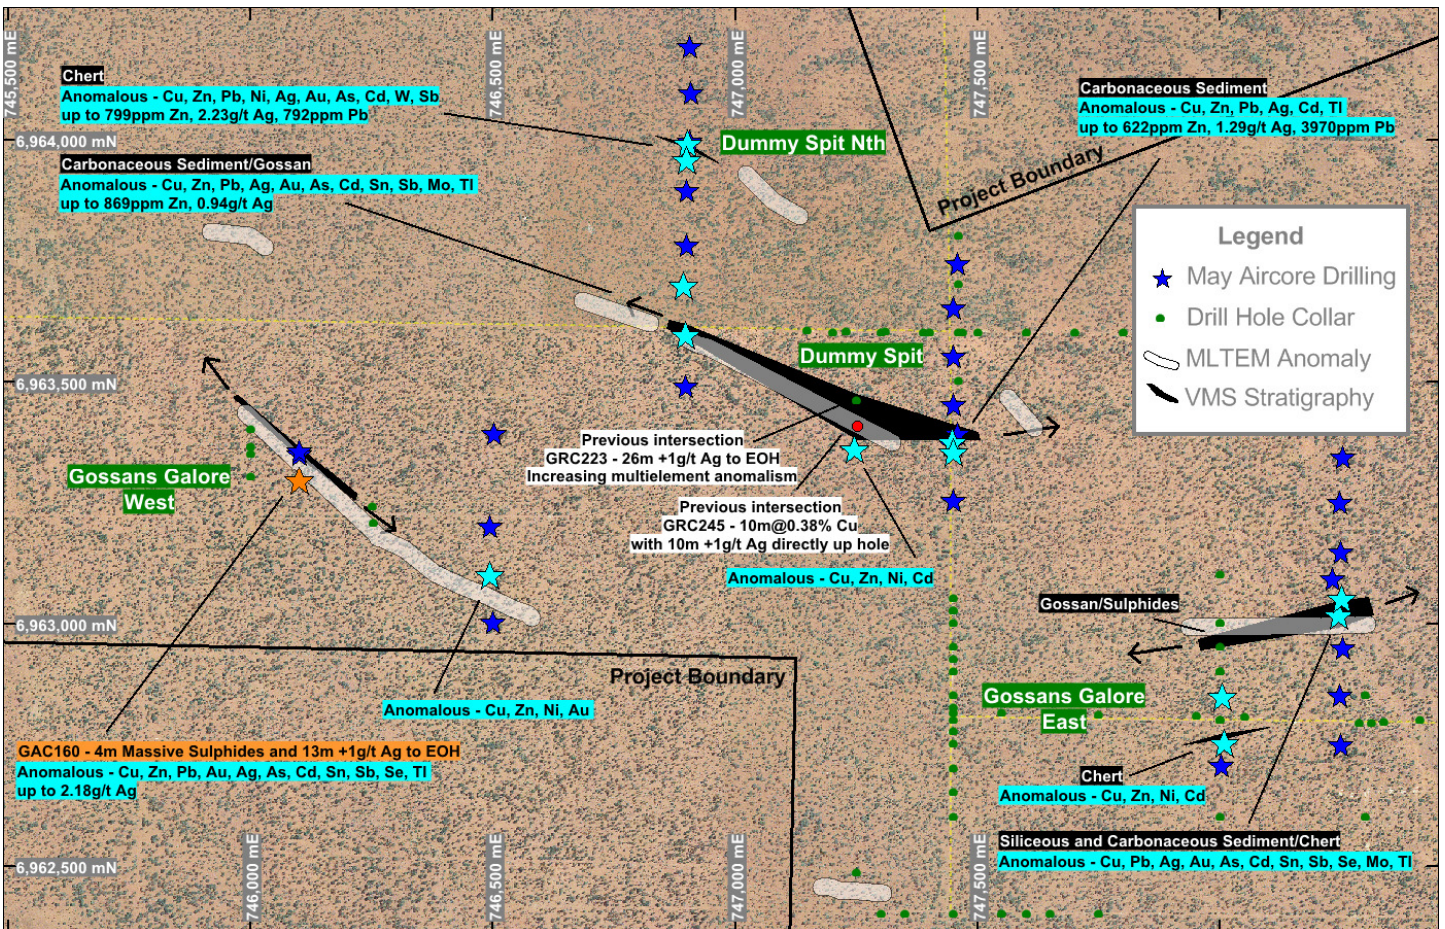 745,500 mE
746,500 mE
747,000 mE
747,500 mE
Chert
Anomalous - Cu, Zn, Pb, Ni, Ag, Au, As, Cd, W, Sb
up to 799ppm Zn, 2.23g/t Ag, 792ppm Pb
Carbonaceous Sediment
Anomalous - Cu, Zn, Pb, Ag, Cd, Tl
up to 622ppm Zn, 1.29g/t Ag, 3970ppm Pb
6,964,000 mN
Dummy Spit Nth
Carbonaceous Sediment/Gossan
Anomalous - Cu, Zn, Pb, Ag, Au, As, Cd, Sn, Sb, Mo, Tl
up to 869ppm Zn, 0.94g/t Ag
Project Boundary
Legend
May Aircore Drilling
Drill Hole Collar
MLTEM Anomaly
VMS Stratigraphy
Dummy Spit
6,963,500 mN
Previous intersection
GRC223 - 26m +1g/t Ag to EOH
Increasing multielement anomalism
Gossans Galore
West
Previous intersection
GRC245 - 10m@0.38% Cu
with 10m +1g/t Ag directly up hole
Anomalous - Cu, Zn, Ni, Cd
Gossan/Sulphides
6,963,000 mN
Project Boundary
Gossans Galore
East
Anomalous - Cu, Zn, Ni, Au
GAC160 - 4m Massive Sulphides and 13m +1g/t Ag to EOH
Anomalous - Cu, Zn, Pb, Au, Ag, As, Cd, Sn, Sb, Se, Tl
up to 2.18g/t Ag
Chert
Anomalous - Cu, Zn, Ni, Cd
Siliceous and Carbonaceous Sediment/Chert
Anomalous - Cu, Pb, Ag, Au, As, Cd, Sn, Sb, Se, Mo, Tl
6,962,500 mN
746,000 mE
746,500 mE
747,000 mE
747,500 mE